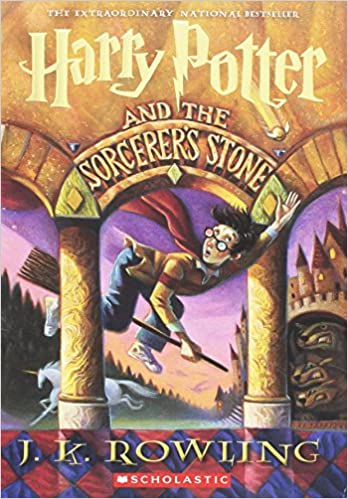 THE EXTRAORDINARY NATIONAL BESTSELLER
Harry Potter
AND THE
SORCERER'S STONE
J. K. ROWLING
SCHOLASTIC